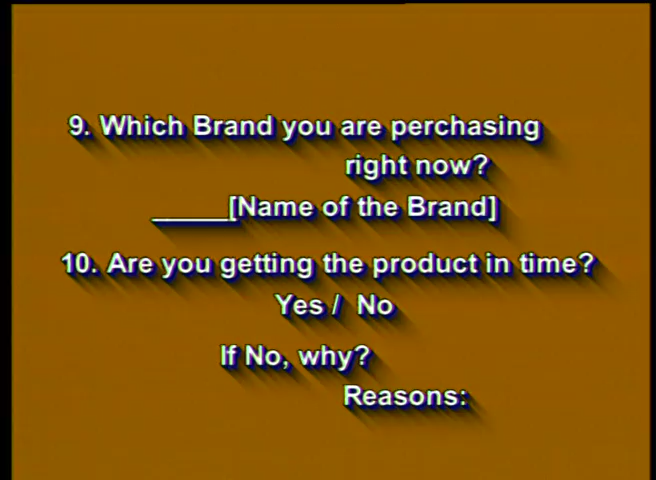 9. Which Brand you are perchasing
right now?
_____[Name of the Brand]
10. Are you getting the product in time?
Yes / No
If No, why?
Reasons: